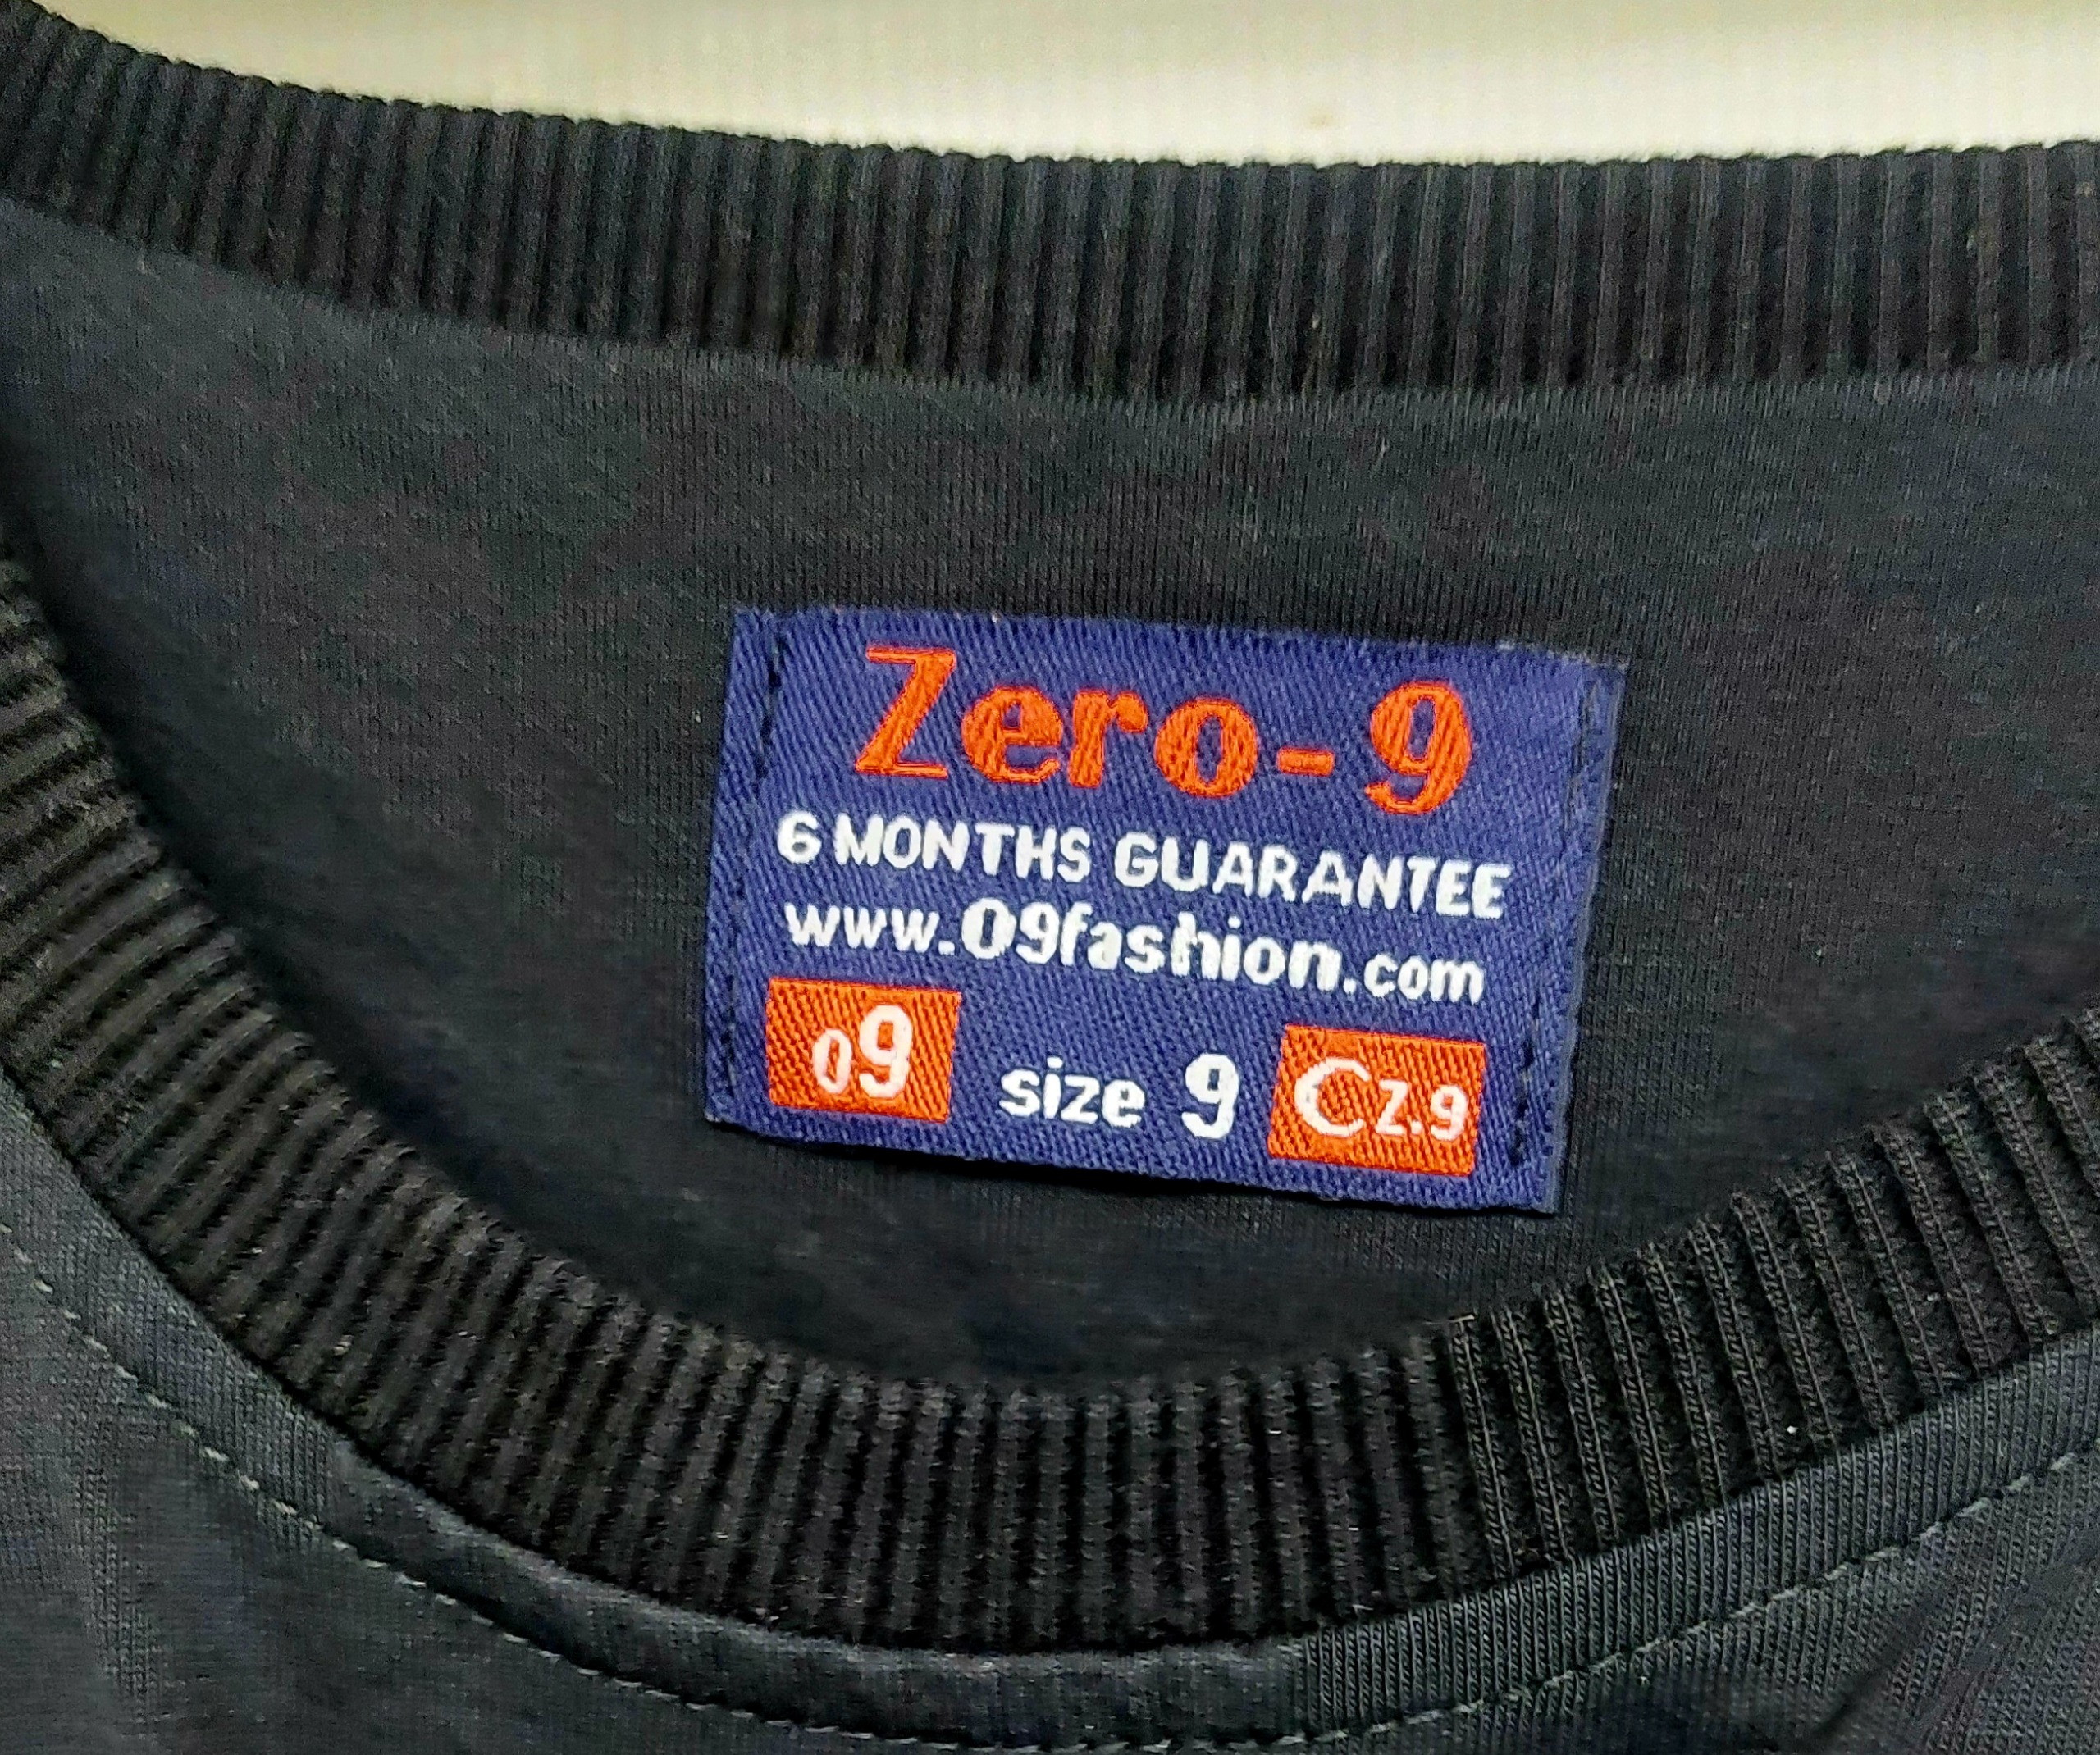 Zero-9
6 MONTHS GUARANTEE
www.09fashion.com
09 size 9 Cz.9